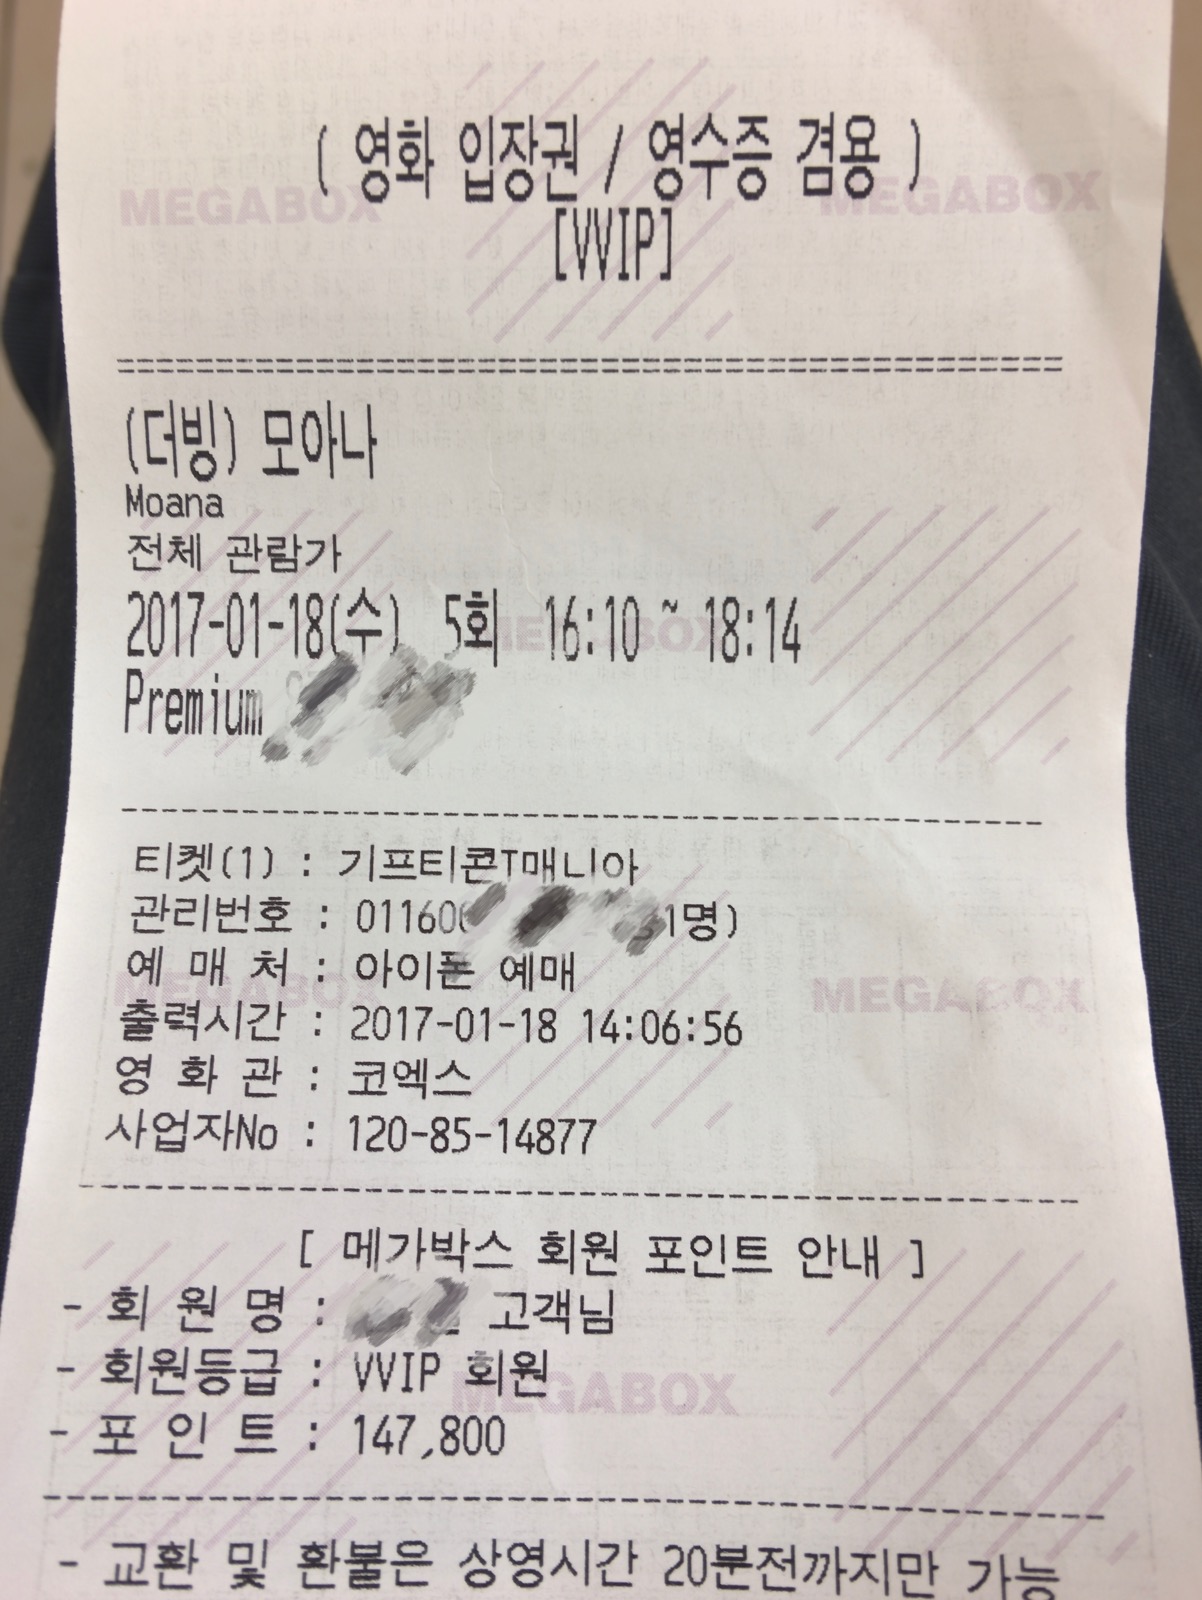 ( 영화 입장권 / 영수증 겸용 )
MEGABOX MEGABOX
[VVIP]
(더빙) 모아나
Moana
전체 관람가
2017-01-18(수) 5회 16:10 ~ 18:14
MEGABOX
Premium
티켓(1) : 기프티콘T매니아
관리번호 : 01160 1명)
예 매 처 : 아이폰 예매
MEGABOX MEGABOX
출력시간 : 2017-01-18 14:06:56
영 화 관 : 코엑스
사업자No : 120-85-14877
[ 메가박스 회원 포인트 안내 ]
- 회 원 명 : 고객님
- 회원등급 : VVIP 회원
MEGABOX
- 포 인 트 : 147,800
- 교환 및 환불은 상영시간 20분전까지만 가능